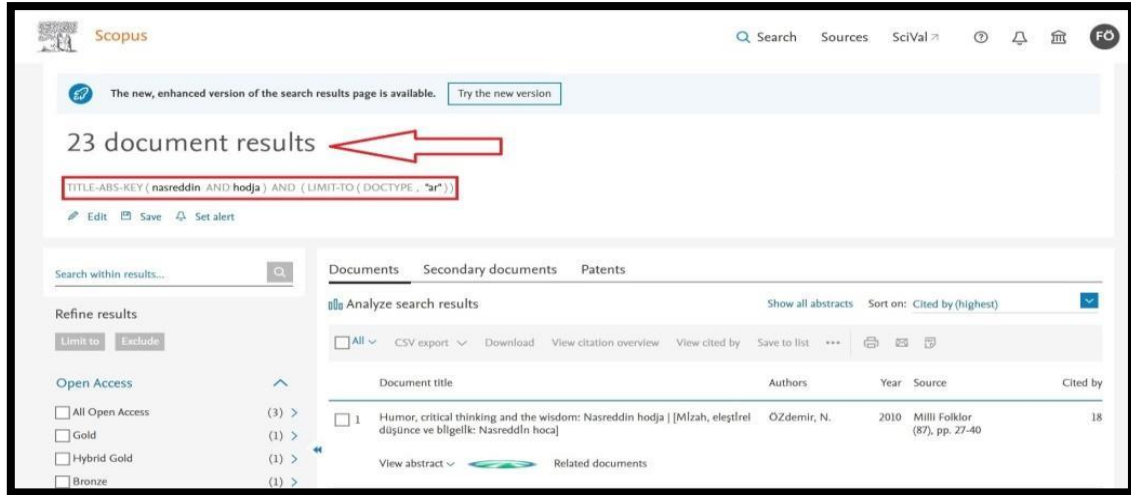 Scopus
Search Sources SciVal
FÖ
The new, enhanced version of the search results page is available. Try the new version
23 document results
TITLE-ABS-KEY ( nasreddin AND hodja ) AND ( LIMIT-TO ( DOCTYPE , "ar" ) )
Edit Save Set alert
Search within results...
Refine results
Limit to Exclude
Open Access
All Open Access (3)
Gold (1)
Hybrid Gold (1)
Bronze (1)
Documents Secondary documents Patents
Analyze search results Show all abstracts Sort on: Cited by (highest)
All CSV export Download View citation overview View cited by Save to list ...
Document title Authors Year Source Cited by
1 Humor, critical thinking and the wisdom: Nasreddin hodja | [Mİzah, eleştİrel ÖZdemir, N. 2010 Milli Folklor 18
düşünce ve bİlgelİk: Nasreddİn hoca] (87), pp. 27-40
View abstract Related documents